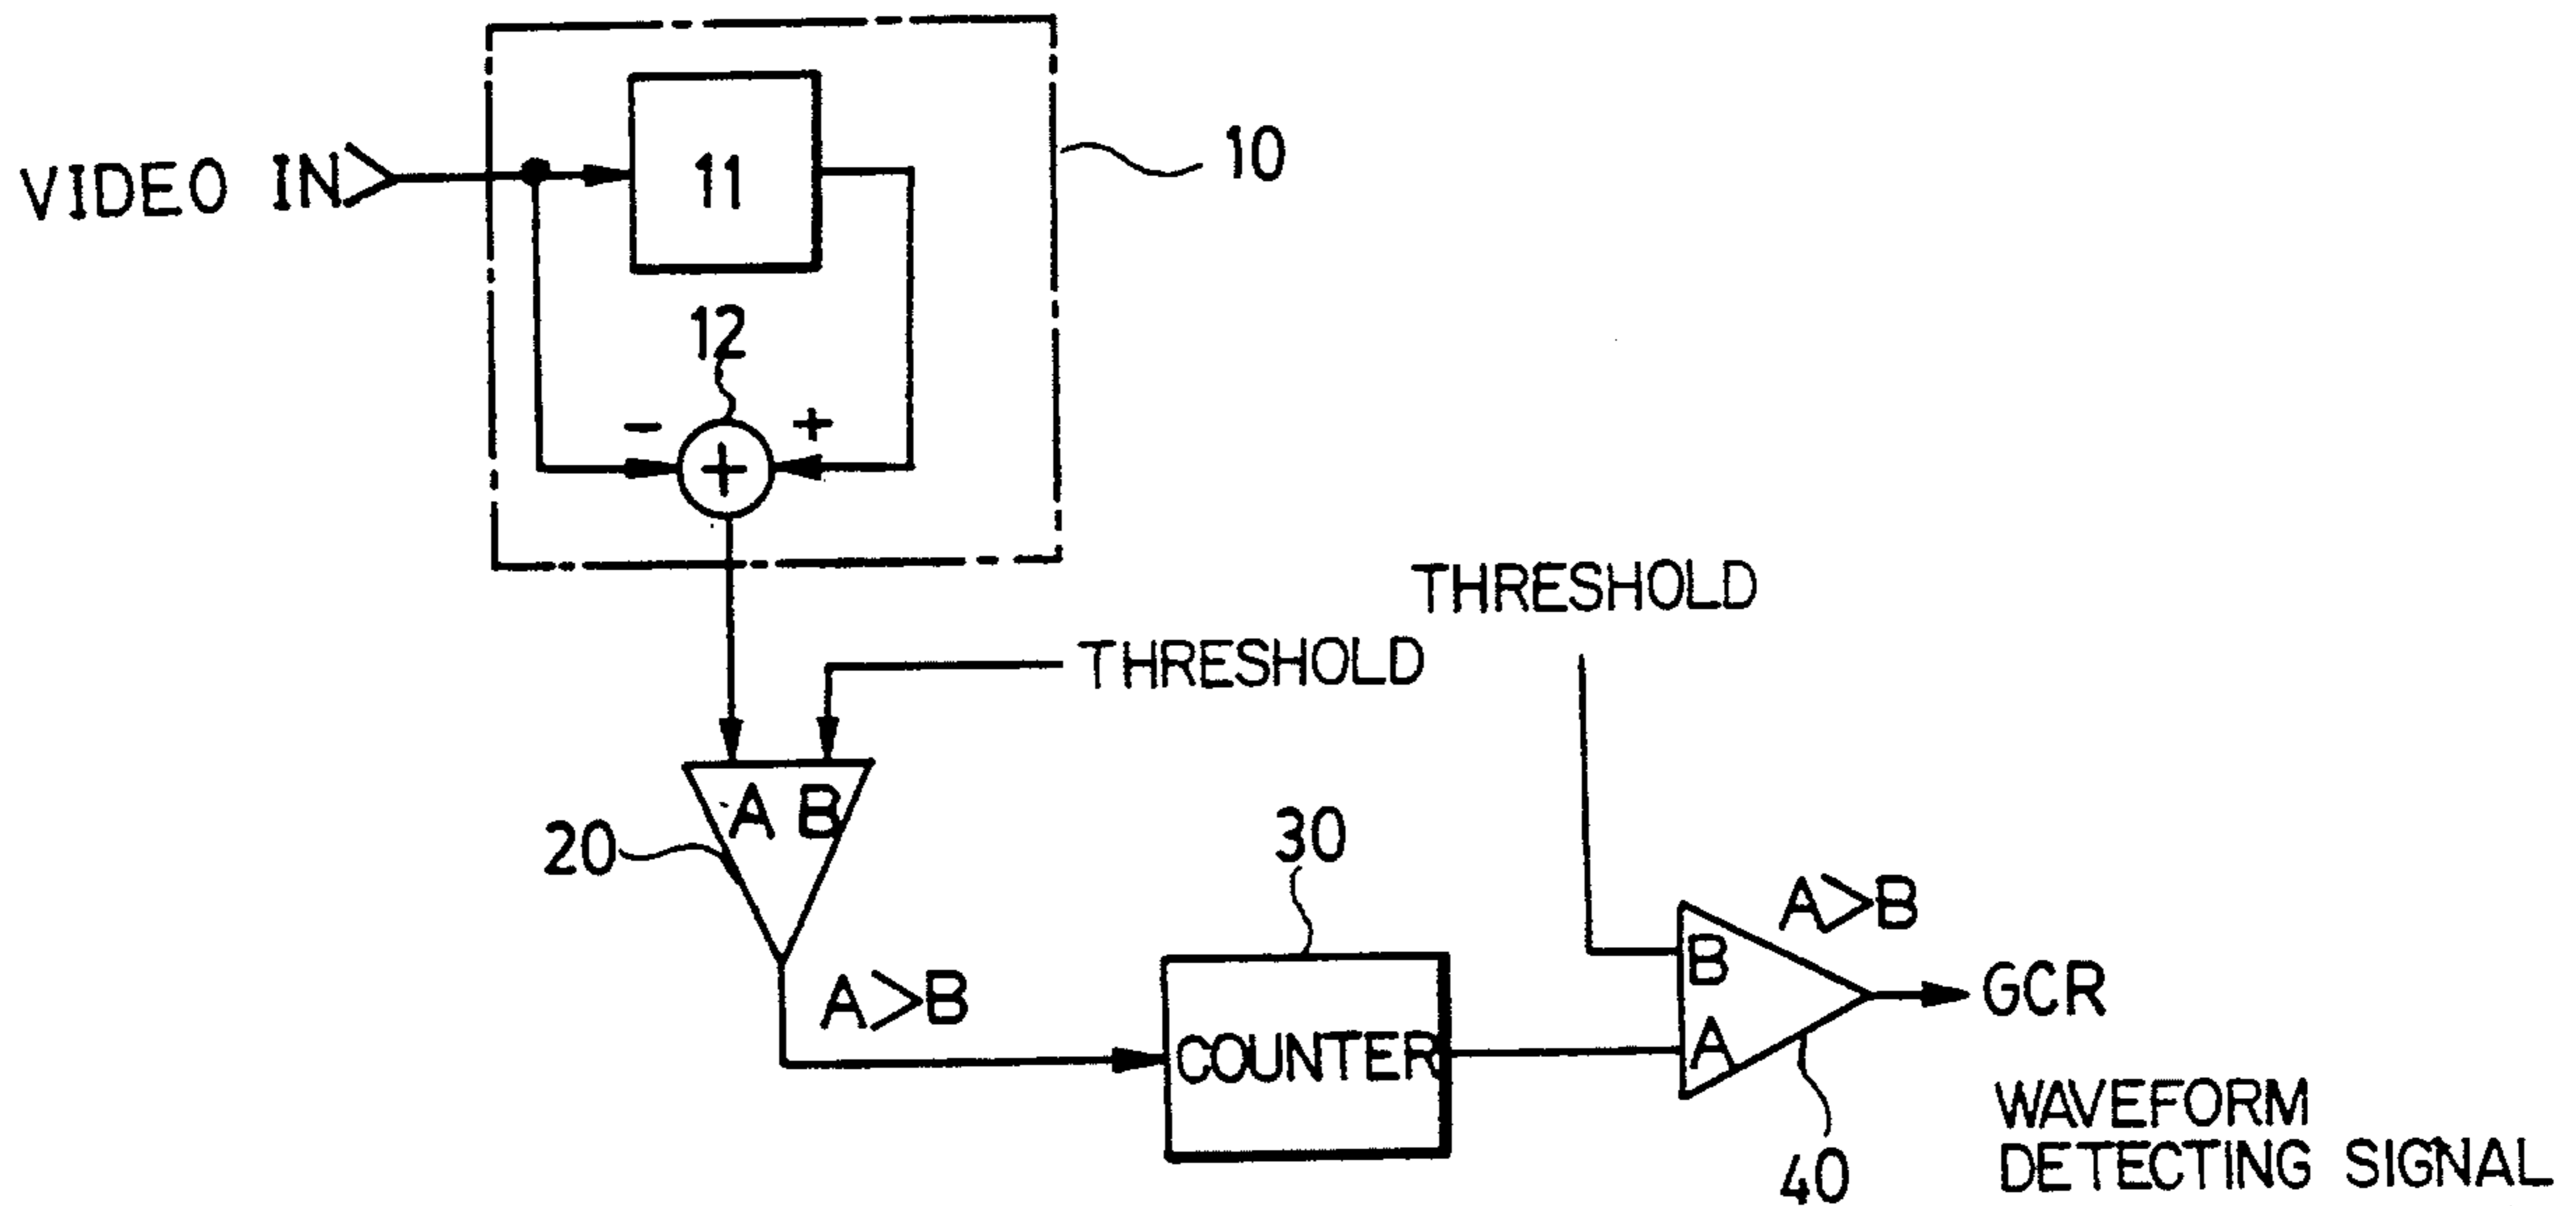 VIDEO IN
11
10
12
-
+
+
THRESHOLD
THRESHOLD
A B
20
A>B
30
COUNTER
B
A
A>B
GCR
40
WAVEFORM
DETECTING SIGNAL